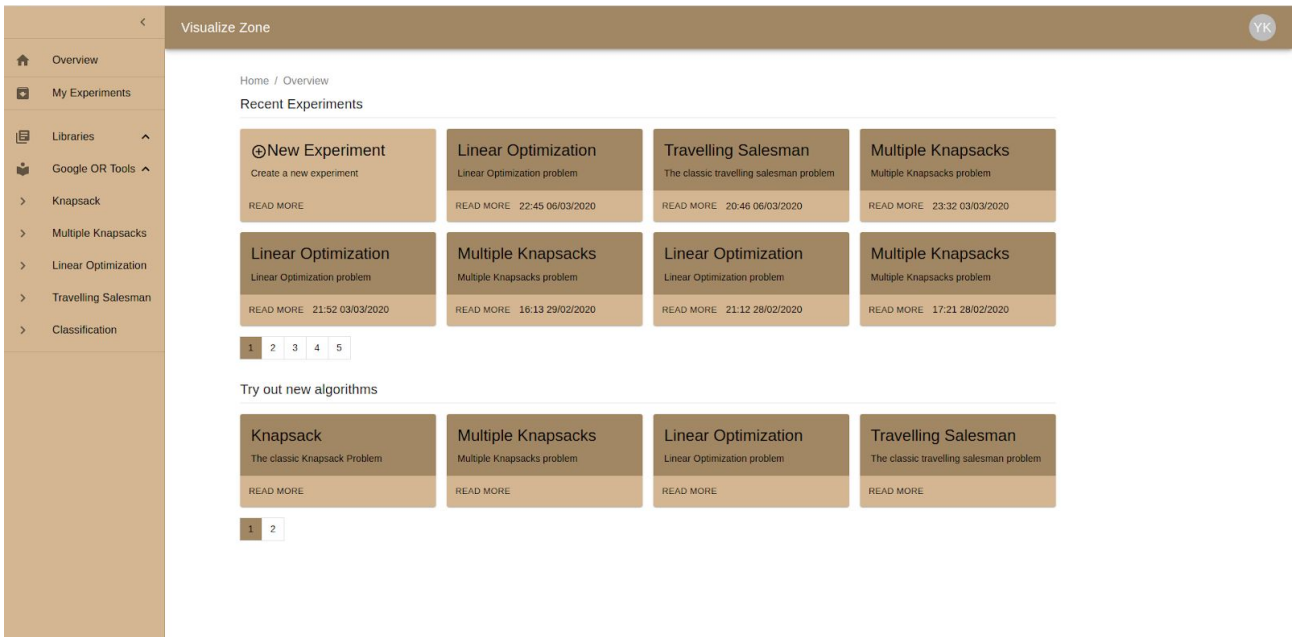 Visualize Zone
YK
Overview
My Experiments
Libraries
Google OR Tools
Knapsack
Multiple Knapsacks
Linear Optimization
Travelling Salesman
Classification
Home / Overview
Recent Experiments
New Experiment
Create a new experiment
READ MORE
Linear Optimization
Linear Optimization problem
READ MORE 22:45 06/03/2020
Travelling Salesman
The classic travelling salesman problem
READ MORE 20:46 06/03/2020
Multiple Knapsacks
Multiple Knapsacks problem
READ MORE 23:32 03/03/2020
Linear Optimization
Linear Optimization problem
READ MORE 21:52 03/03/2020
Multiple Knapsacks
Multiple Knapsacks problem
READ MORE 16:13 29/02/2020
Linear Optimization
Linear Optimization problem
READ MORE 21:12 28/02/2020
Multiple Knapsacks
Multiple Knapsacks problem
READ MORE 17:21 28/02/2020
1 2 3 4 5
Try out new algorithms
Knapsack
The classic Knapsack Problem
READ MORE
Multiple Knapsacks
Multiple Knapsacks problem
READ MORE
Linear Optimization
Linear Optimization problem
READ MORE
Travelling Salesman
The classic travelling salesman problem
READ MORE
1 2